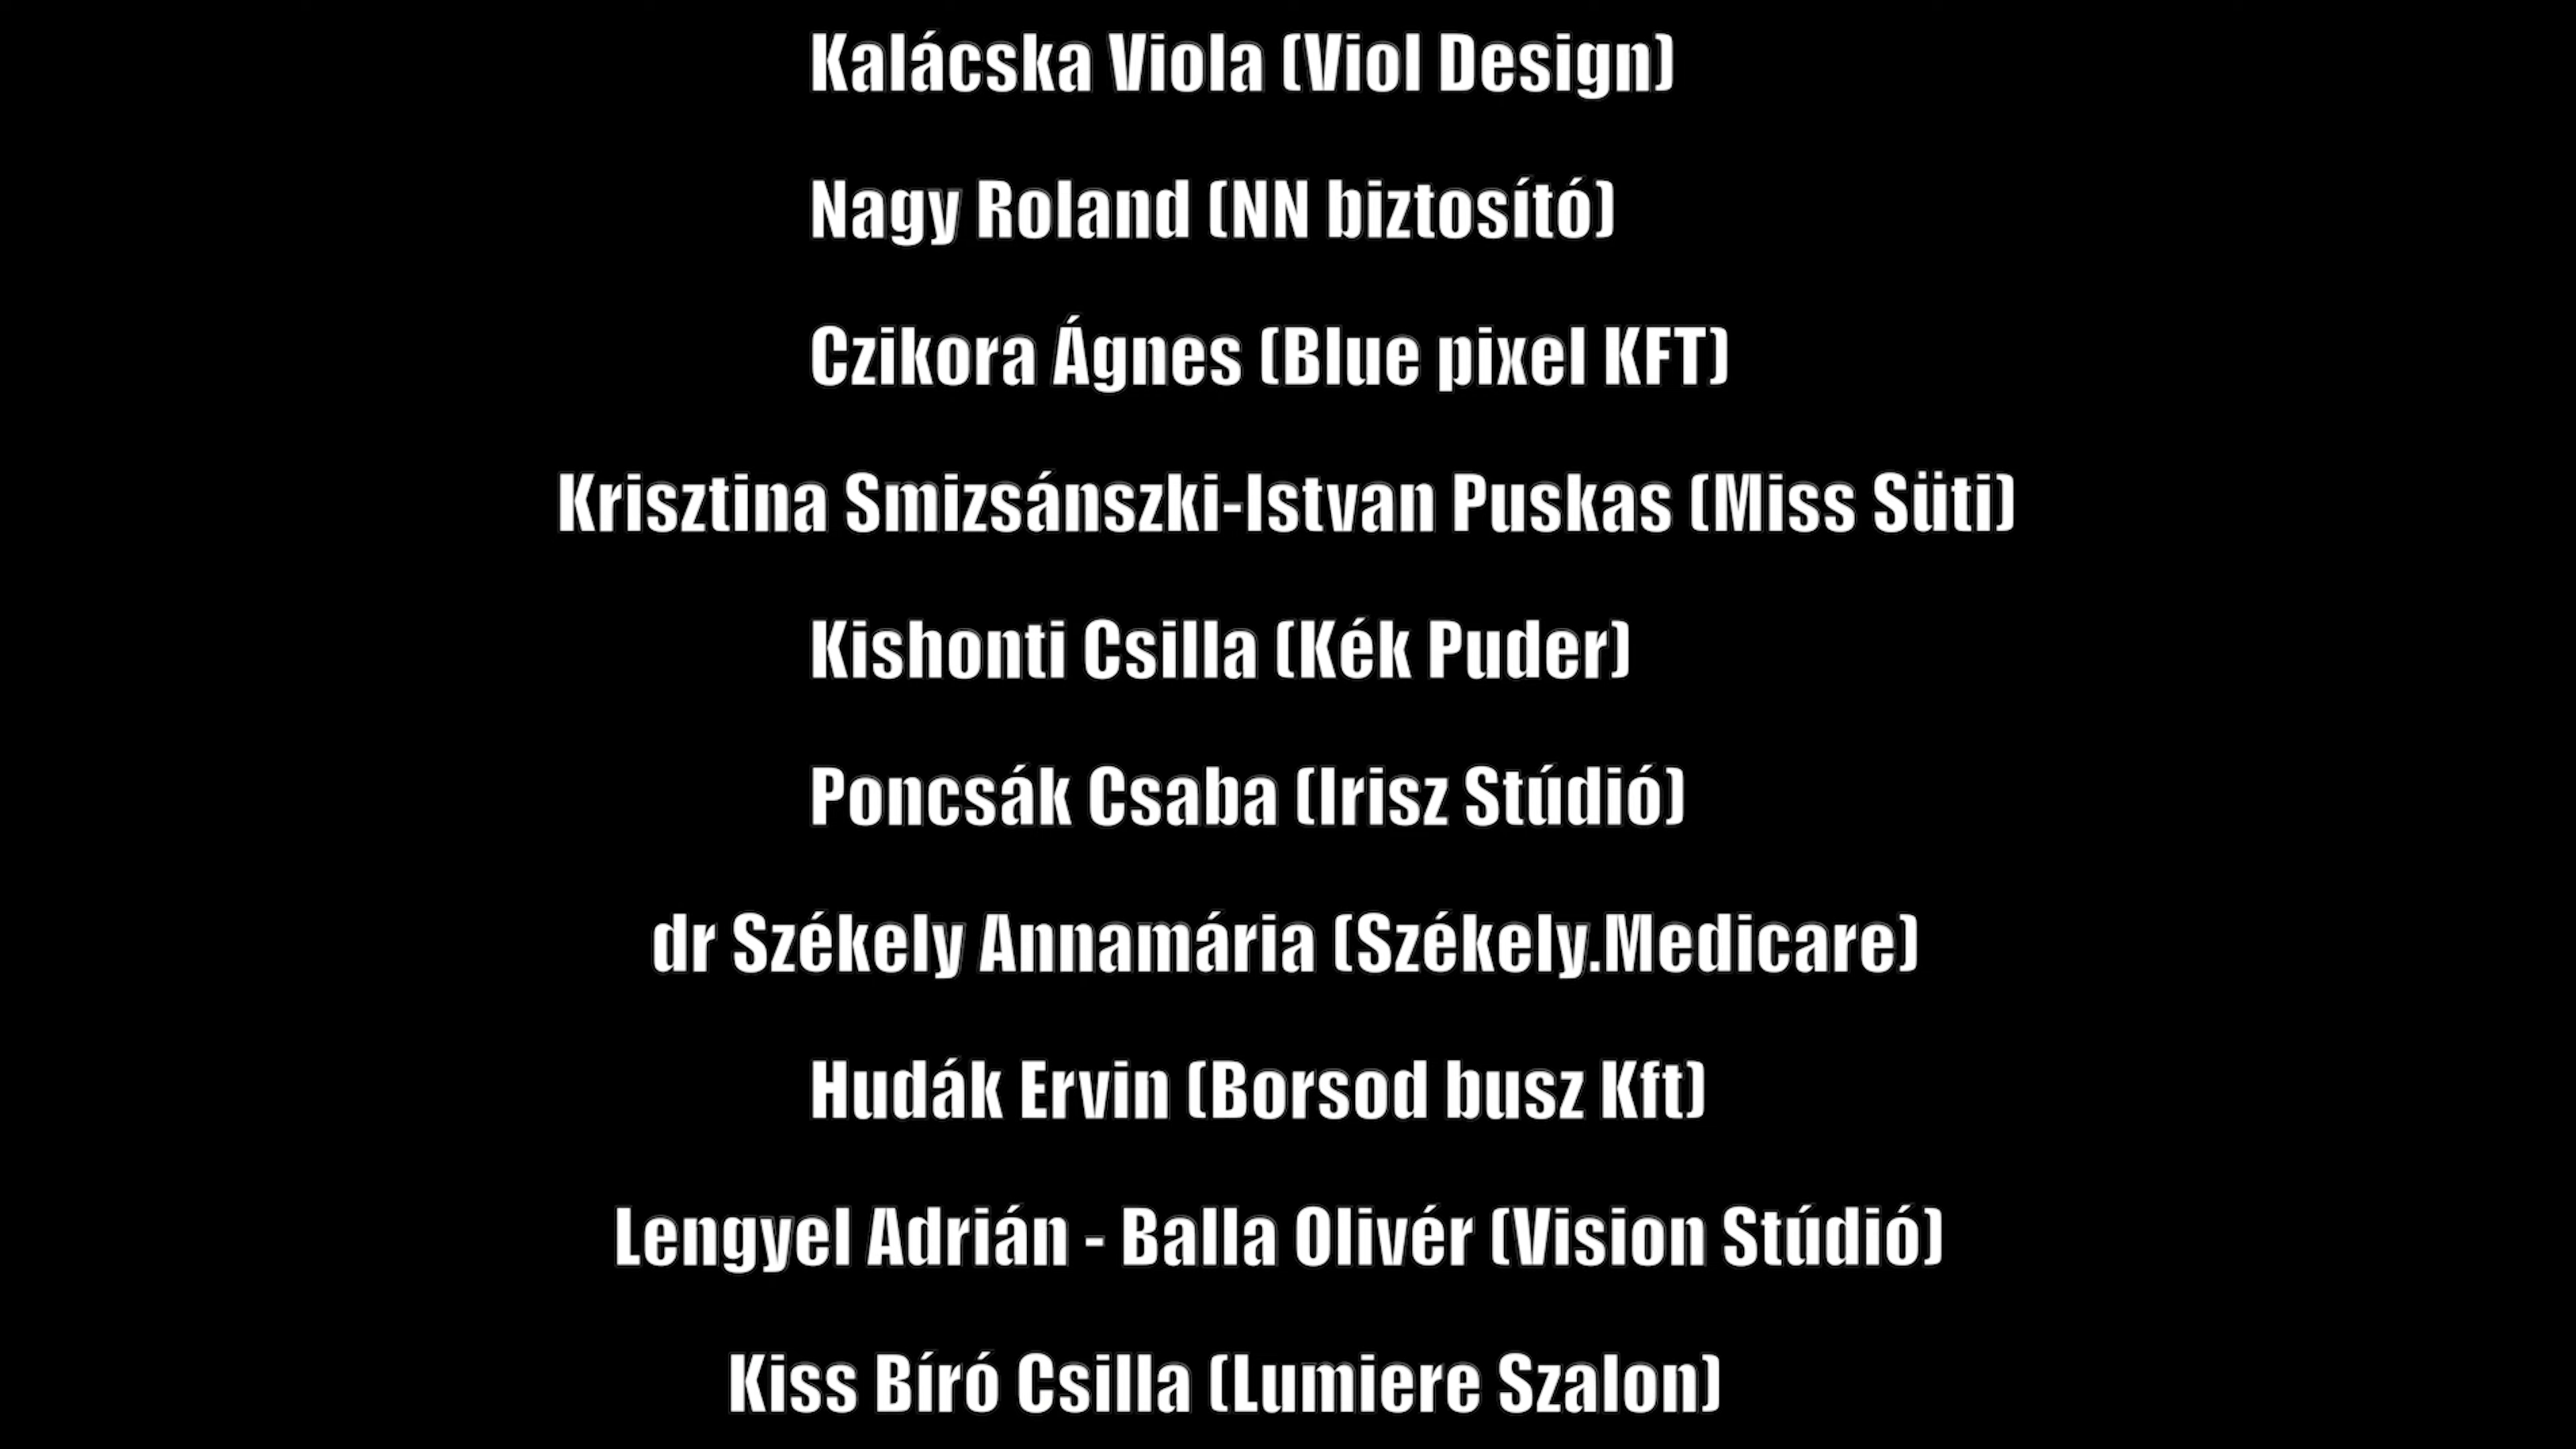 Kalácska Viola (Viol Design)
Nagy Roland (NN biztosító)
Czikora Ágnes (Blue pixel KFT)
Krisztina Smizsánszki-Istvan Puskas (Miss Süti)
Kishonti Csilla (Kék Puder)
Poncsák Csaba (Irisz Stúdió)
dr Székely Annamária (Székely.Medicare)
Hudák Ervin (Borsod busz Kft)
Lengyel Adrián - Balla Olivér (Vision Stúdió)
Kiss Bíró Csilla (Lumiere Szalon)